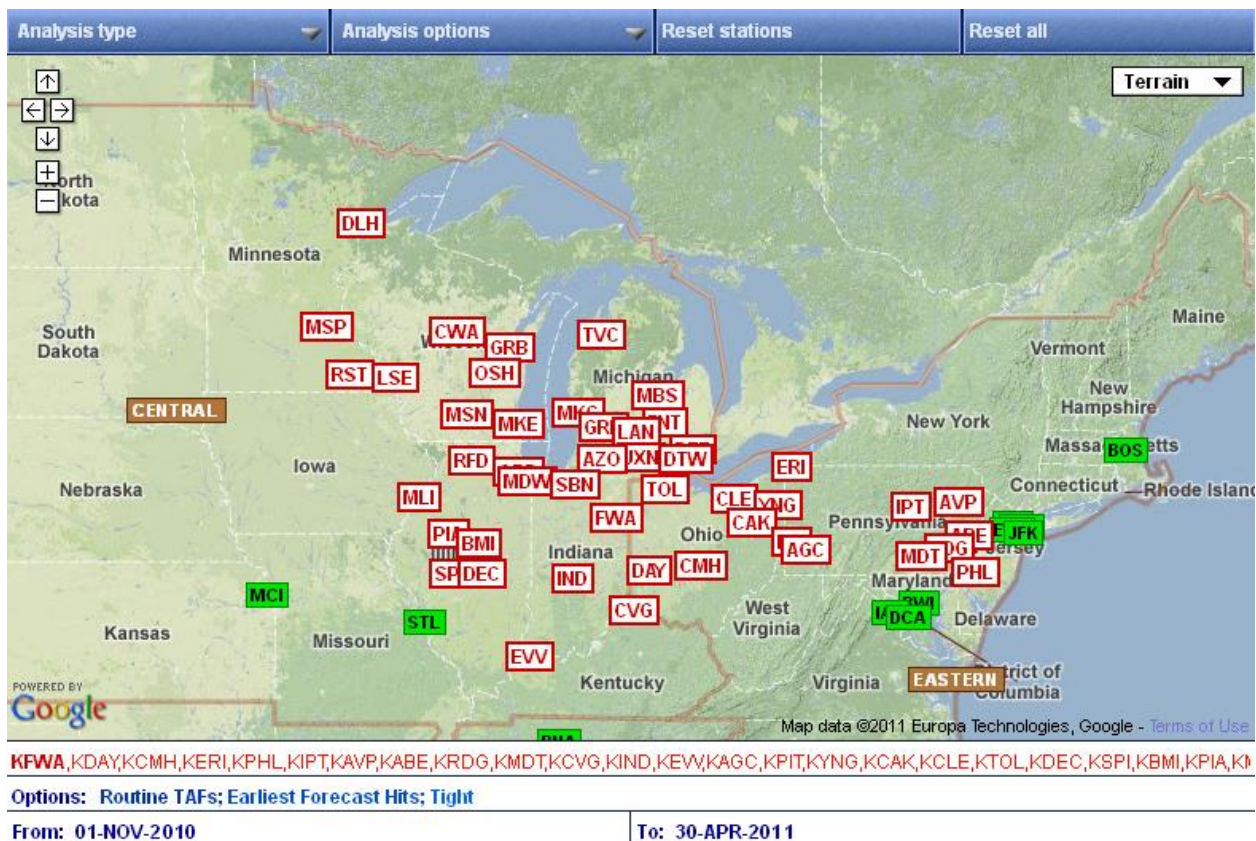 Analysis type
Analysis options
Reset stations
Reset all
Terrain
North
kota
DLH
Minnesota
MSP
CWA
GRB
TVC
Maine
South
Dakota
Vermont
RST
LSE
OSH
Michigan
MBS
New
Hampshire
CENTRAL
MSN
MKE
LAN
New York
BOS
Iowa
RFD
AZO
DTW
ERI
Connecticut
Rhode Island
Nebraska
MLI
MDW
SBN
TOL
CLE
YNG
IPT
AVP
FWA
CAK
Ohio
Pennsylvania
JFK
BMI
Indiana
AGC
MDT
DEC
IND
DAY
CMH
PHL
Maryland
MCI
STL
CVG
West
Virginia
DCA
Delaware
Kansas
Missouri
EVV
Kentucky
Virginia
EASTERN
District of
Columbia
POWERED BY
Google
Map data ©2011 Europa Technologies, Google - Terms of Use
KFWA,KDAY,KCMH,KERI,KPHL,KIPT,KAVP,KABE,KRDG,KMDT,KCVG,KIND,KEVV,KAGC,KPIT,KYNG,KCAK,KCLE,KTOL,KDEC,KSPI,KBMI,KPIA,
Options: Routine TAFs; Earliest Forecast Hits; Tight
From: 01-NOV-2010
To: 30-APR-2011